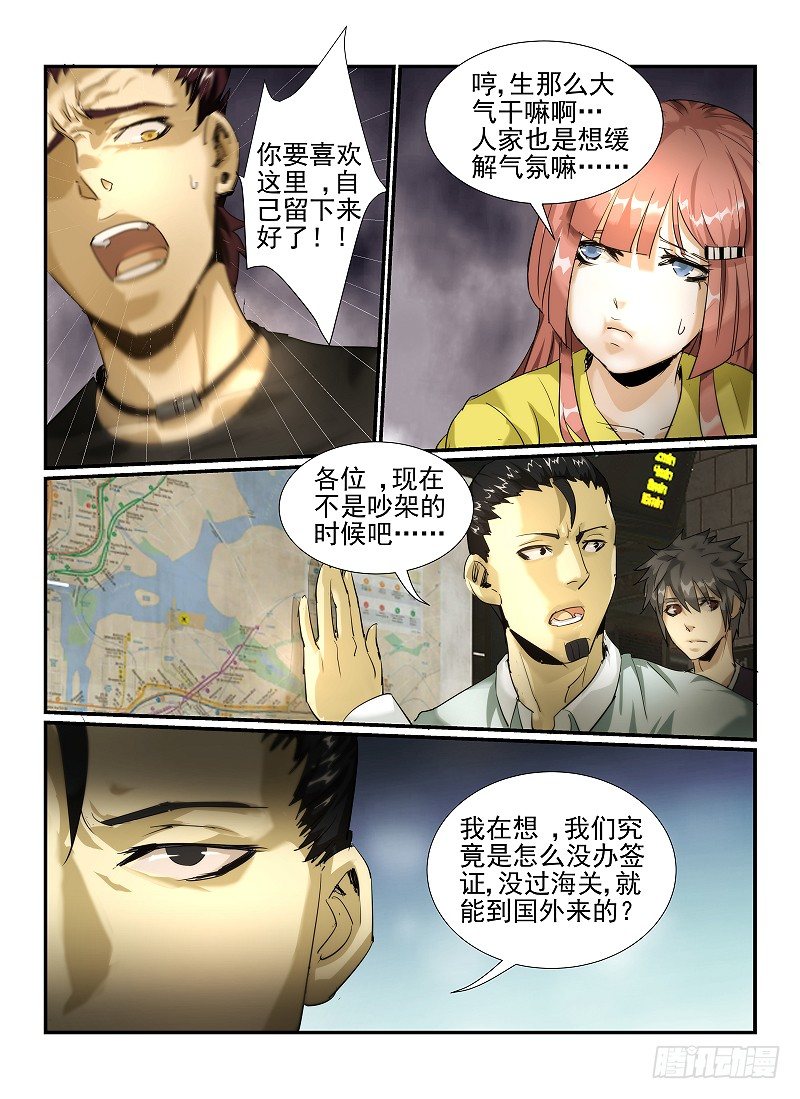 你要喜欢
这里,自
己留下来
好了！！
哼,生那么大
气干嘛啊…
人家也是想缓
解气氛嘛……
各位,现在
不是吵架的
时候吧……
我在想,我们究
竟是怎么没办签
证,没过海关,就
能到国外来的？
腾讯动漫